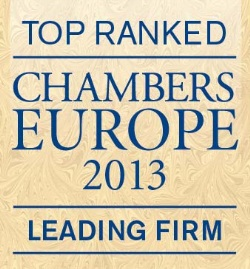 TOP RANKED
CHAMBERS
EUROPE
2013
LEADING FIRM